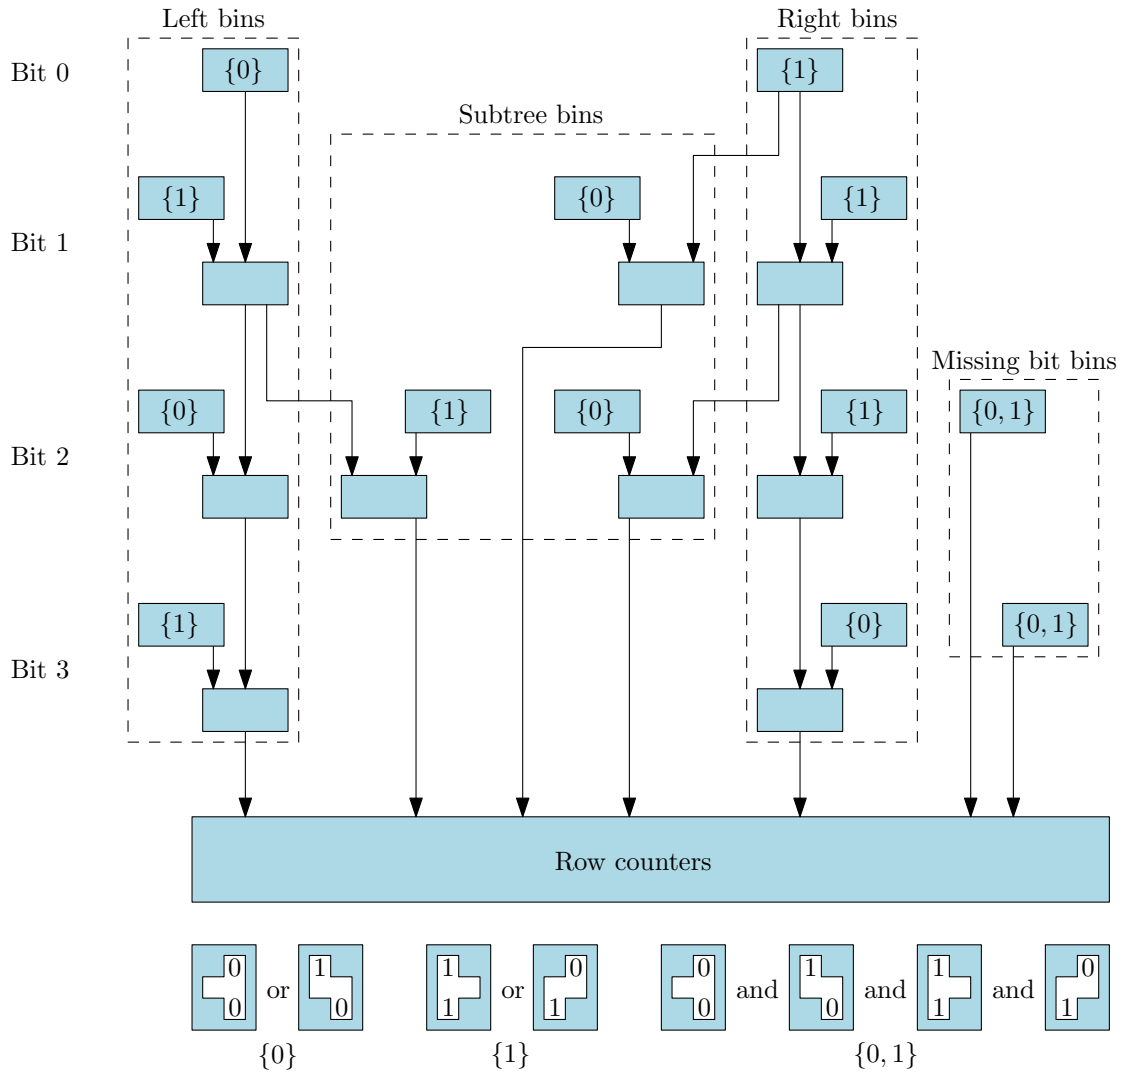 Left bins
Right bins
Bit 0
{0}
{1}
Subtree bins
{1}
{0}
{1}
Bit 1
Missing bit bins
{0}
{1}
{0}
{1}
{0, 1}
Bit 2
{1}
{0}
{0, 1}
Bit 3
Row counters
0 1 1 0 0 1 1 0
or or and and and
0 0 1 1 0 0 1 1
{0} {1} {0, 1}